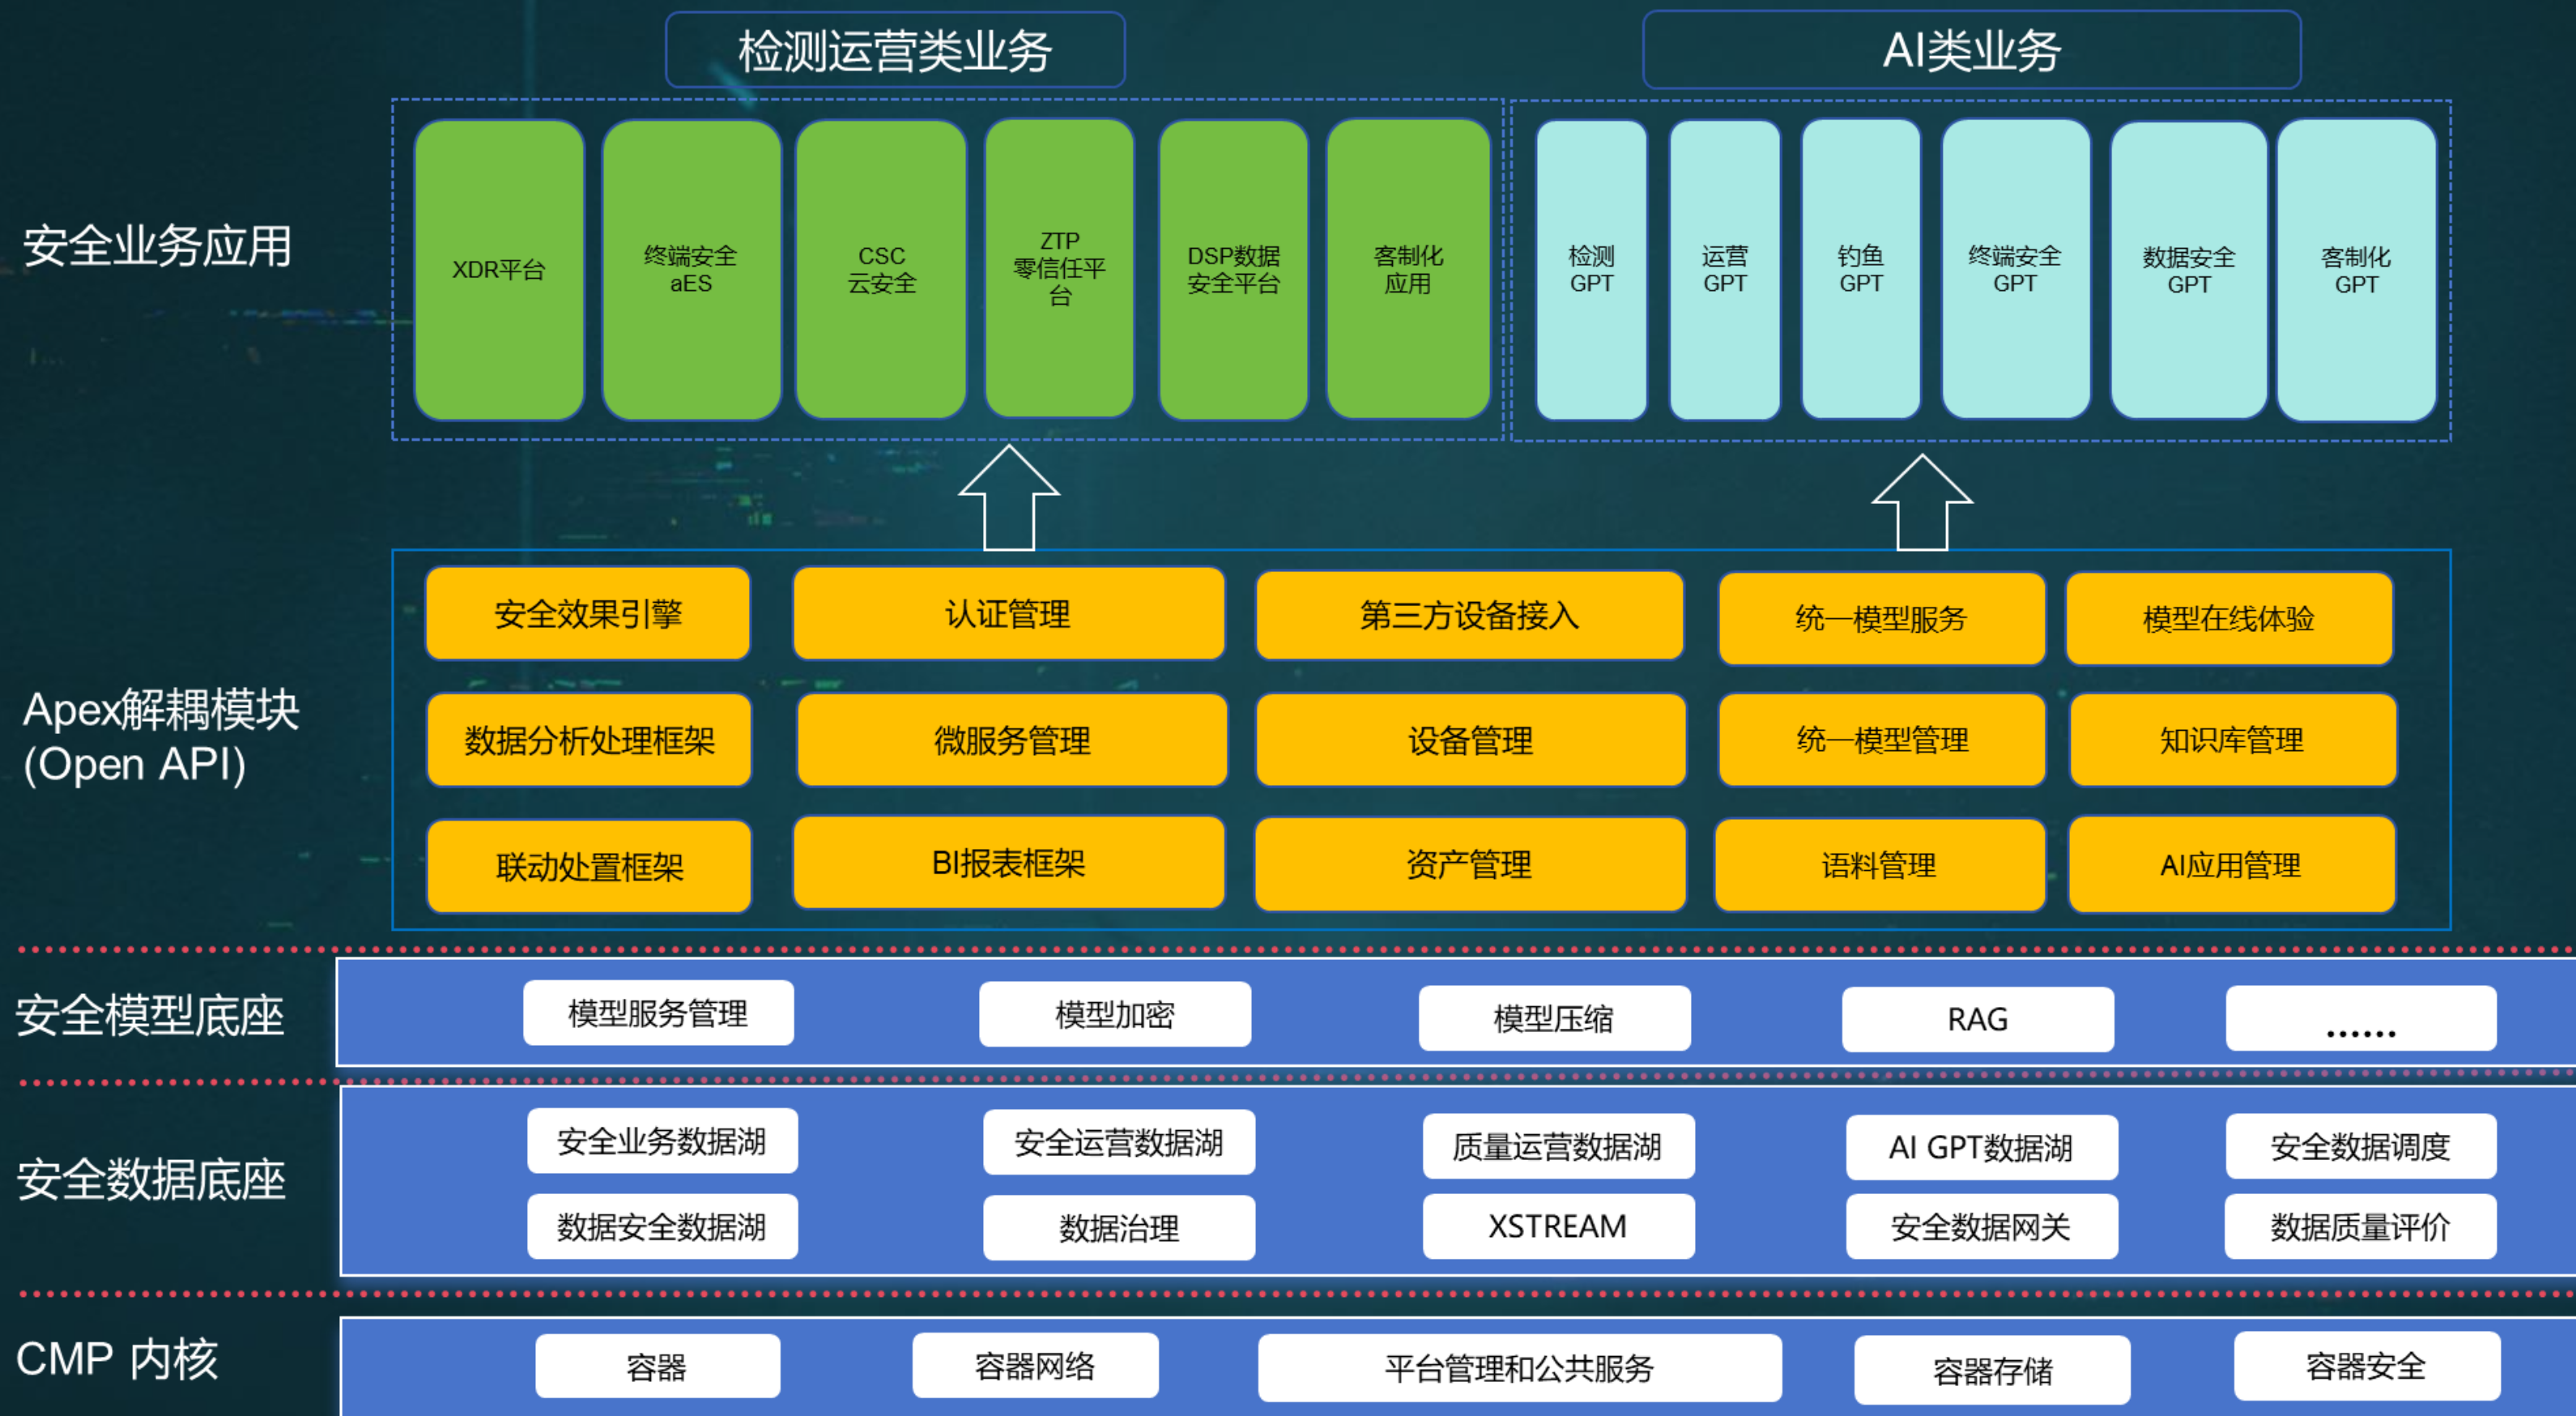 检测运营类业务
AI类业务
安全业务应用
XDR平台
终端安全
aES
CSC
云安全
ZTP
零信任平
台
DSP数据
安全平台
客制化
应用
检测
GPT
运营
GPT
钓鱼
GPT
终端安全
GPT
数据安全
GPT
客制化
GPT
Apex解耦模块
(Open API)
安全效果引擎
认证管理
第三方设备接入
统一模型服务
模型在线体验
数据分析处理框架
微服务管理
设备管理
统一模型管理
知识库管理
联动处置框架
BI报表框架
资产管理
语料管理
AI应用管理
安全模型底座
模型服务管理
模型加密
模型压缩
RAG
......
安全数据底座
安全业务数据湖
安全运营数据湖
质量运营数据湖
AI GPT数据湖
安全数据调度
数据安全数据湖
数据治理
XSTREAM
安全数据网关
数据质量评价
CMP 内核
容器
容器网络
平台管理和公共服务
容器存储
容器安全